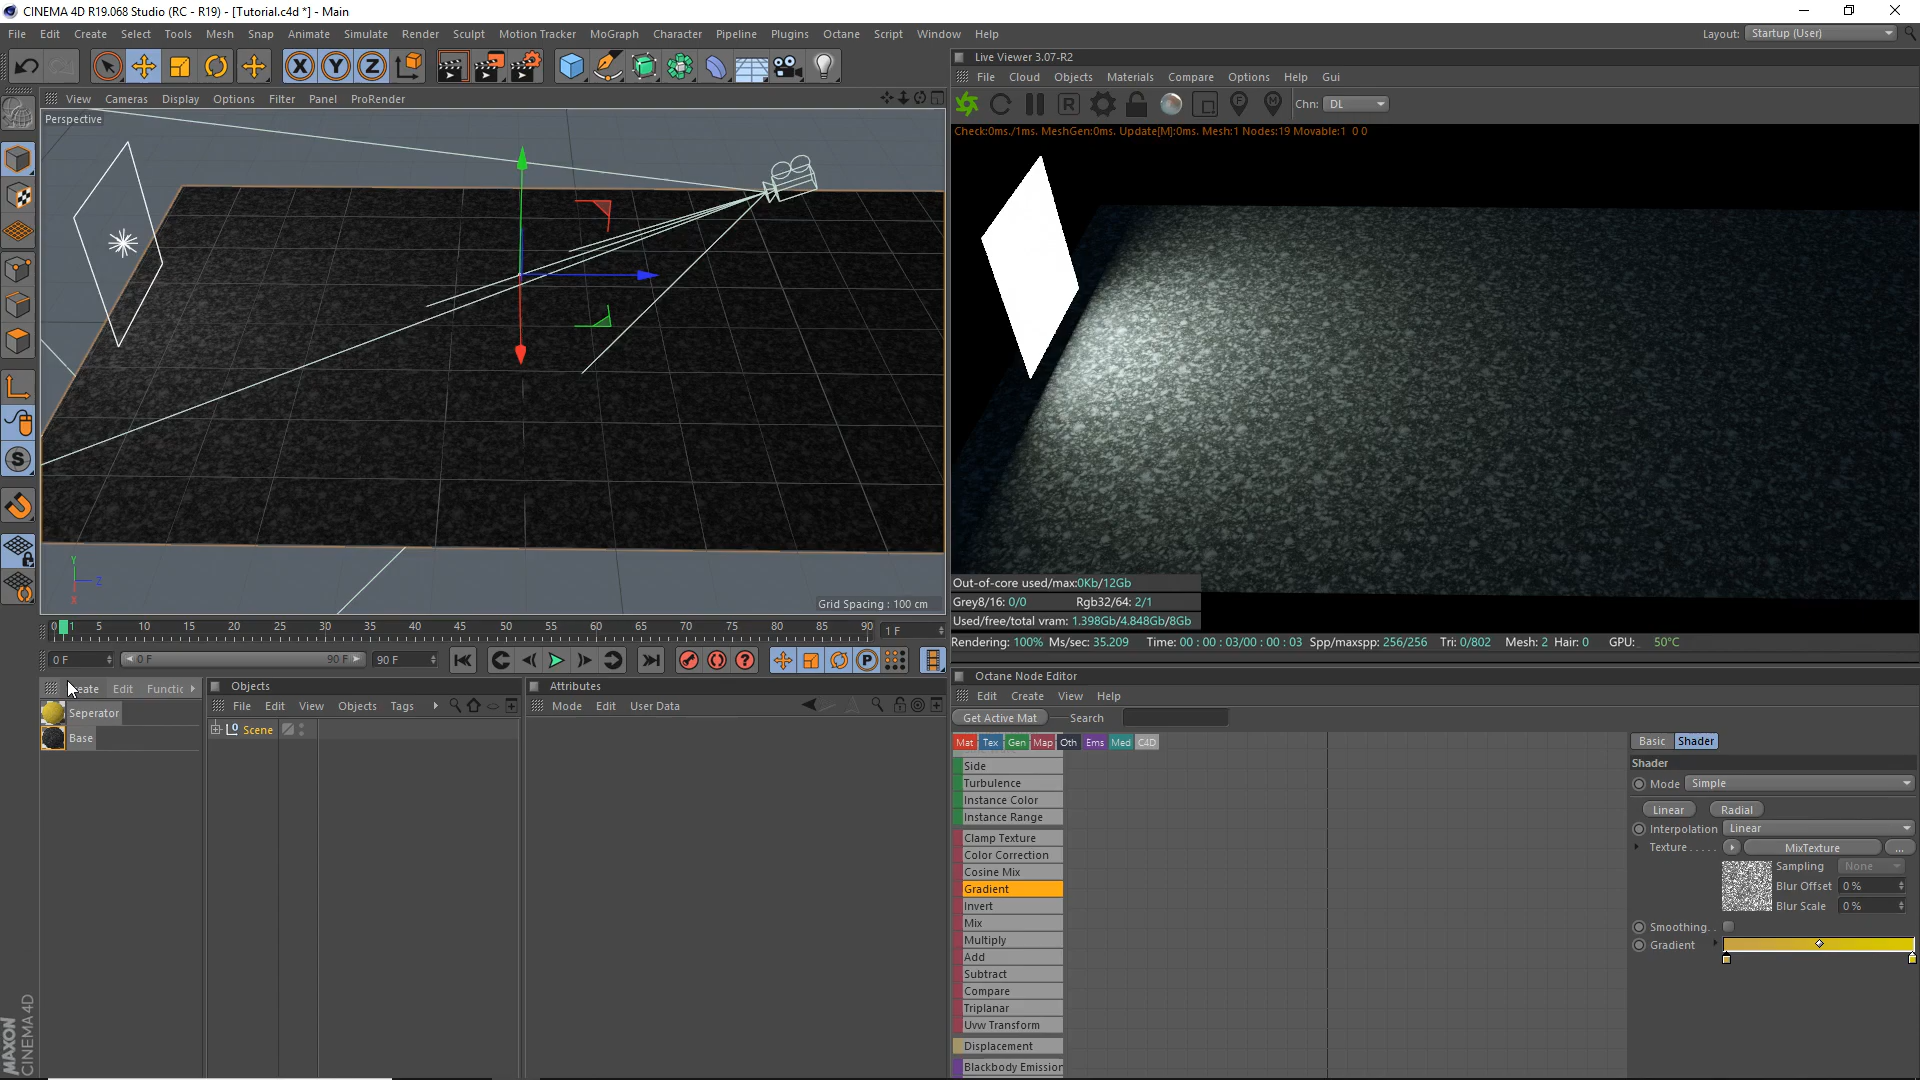 CINEMA 4D R19.068 Studio (RC - R19) - [Tutorial.c4d *] - Main
File Edit Create Select Tools Mesh Snap Animate Simulate Render Sculpt Motion Tracker MoGraph Character Pipeline Plugins Octane Script Window Help
Layout: Startup (User)
X Y Z
View Cameras Display Options Filter Panel ProRender
Perspective
Y
Z
X
Grid Spacing : 100 cm
Live Viewer 3.07-R2
File Cloud Objects Materials Compare Options Help Gui
R
Chn: DL
Check:0ms./1ms. MeshGen:0ms. Update[M]:0ms. Mesh:1 Nodes:19 Movable:1 0 0
Out-of-core used/max:0Kb/12Gb
Grey8/16: 0/0 Rgb32/64: 2/1
Used/free/total vram: 1.398Gb/4.848Gb/8Gb
Rendering: 100% Ms/sec: 35.209 Time: 00 : 00 : 03/00 : 00 : 03 Spp/maxspp: 256/256 Tri: 0/802 Mesh: 2 Hair: 0 GPU: 50°C
0 1 5 10 15 20 25 30 35 40 45 50 55 60 65 70 75 80 85 90
1 F
0 F 0 F 90 F 90 F
P
S
eate Edit Functic
Seperator
Base
Objects
File Edit View Objects Tags
Scene
Attributes
Mode Edit User Data
Octane Node Editor
Edit Create View Help
Get Active Mat Search
Mat Tex Gen Map Oth Ems Med C4D
Side
Turbulence
Instance Color
Instance Range
Clamp Texture
Color Correction
Cosine Mix
Gradient
Invert
Mix
Multiply
Add
Subtract
Compare
Triplanar
Uvw Transform
Displacement
Blackbody Emission
Basic Shader
Shader
Mode Simple
Linear Radial
Interpolation Linear
Texture..... MixTexture ...
Sampling None
Blur Offset 0 %
Blur Scale 0 %
Smoothing. .
Gradient
MAXON
CINEMA 4D